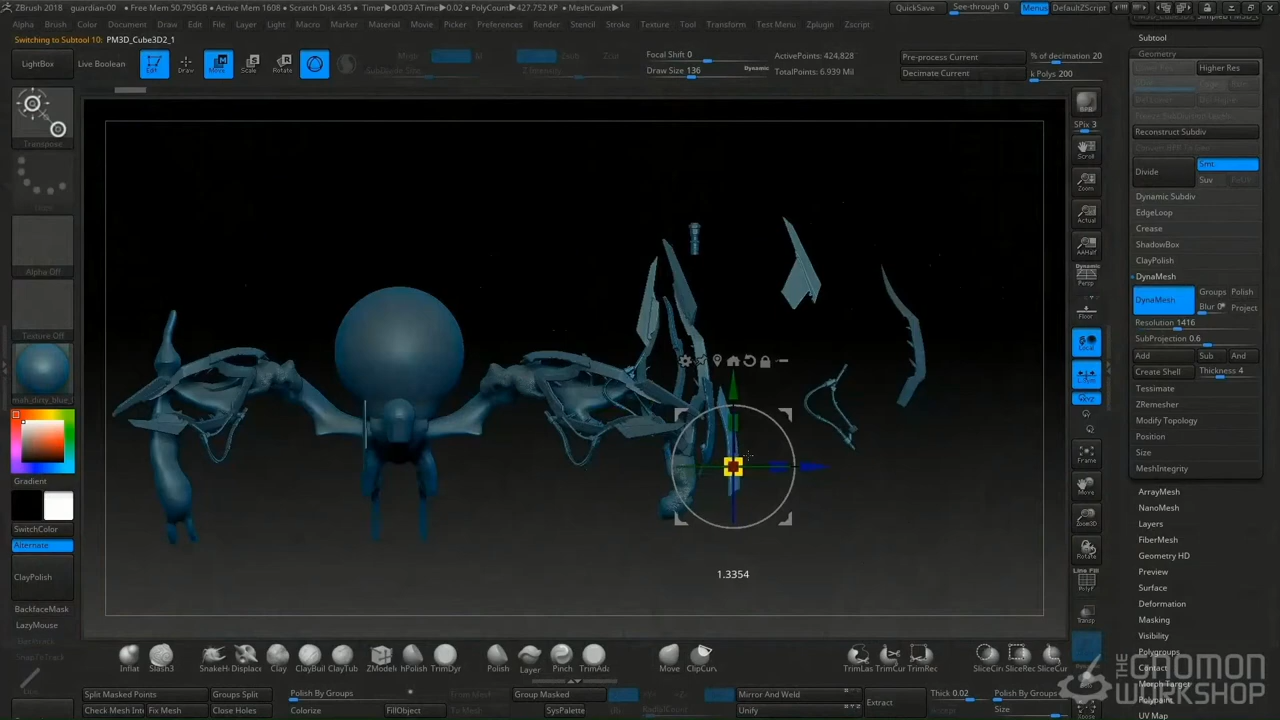 ZBrush 2018 guardian-00 • Free Mem 50.795GB • Active Mem 1608 • Scratch Disk 435 • Timer▶0.003 ATime▶0.02 • PolyCount▶427.752 KP • MeshCount▶1
QuickSave See-through 0 Menus DefaultZScript
Alpha Brush Color Document Draw Edit File Layer Light Macro Marker Material Movie Picker Preferences Render Stencil Stroke Texture Tool Transform Test Menu Zplugin Zscript
Switching to Subtool 10: PM3D_Cube3D2_1
LightBox
Live Boolean
Edit
Draw
Move
Scale
Rotate
Focal Shift 0
Draw Size 136
Dynamic
ActivePoints: 424,828
TotalPoints: 6.939 Mil
Pre-process Current
Decimate Current
% of decimation 20
k Polys 200
Transpose
Alpha Off
Texture Off
Gradient
SwitchColor
Alternate
ClayPolish
BackfaceMask
LazyMouse
1.3354
SPix 3
Scroll
Zoom
Actual
AAHalf
Dynamic
Persp
Floor
Local
Frame
Move
Zoom3D
Rotate
Line Fill
PolyF
Transp
Subtool
Geometry
Higher Res
Reconstruct Subdiv
Divide
Smt
Suv
Dynamic Subdiv
EdgeLoop
Crease
ShadowBox
ClayPolish
DynaMesh
DynaMesh
Groups Polish
Blur 0 Project
Resolution 1416
SubProjection 0.6
Add Sub And
Create Shell Thickness 4
Tessimate
ZRemesher
Modify Topology
Position
Size
MeshIntegrity
ArrayMesh
NanoMesh
Layers
FiberMesh
Geometry HD
Preview
Surface
Deformation
Masking
Visibility
Polygroups
Contact
Morph Target
Polypaint
UV Map
Inflat Slash3 SnakeH Displace Clay ClayBuil ClayTub ZModele hPolish TrimDyn Polish Layer Pinch TrimAda Move ClipCurv TrimLas TrimCur TrimRec SliceCirc SliceRec SliceCur
Split Masked Points Groups Split Polish By Groups Group Masked Mirror And Weld Extract Thick 0.02 Polish By Groups
Check Mesh Int Fix Mesh Close Holes Colorize FillObject SysPalette Unify Size
THE GNOMON WORKSHOP